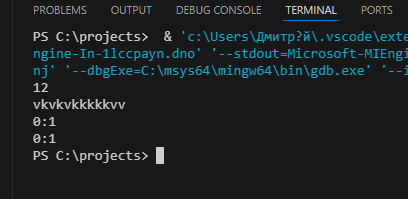 PROBLEMS OUTPUT DEBUG CONSOLE TERMINAL PORTS
PS C:\projects>  & 'c:\Users\Дмитр?й\.vscode\exte
ngine-In-1lccpayn.dno' '--stdout=Microsoft-MIEngi
nj' '--dbgExe=C:\msys64\mingw64\bin\gdb.exe' '--i
12
vkvkvkkkkkvv
0:1
0:1
PS C:\projects>